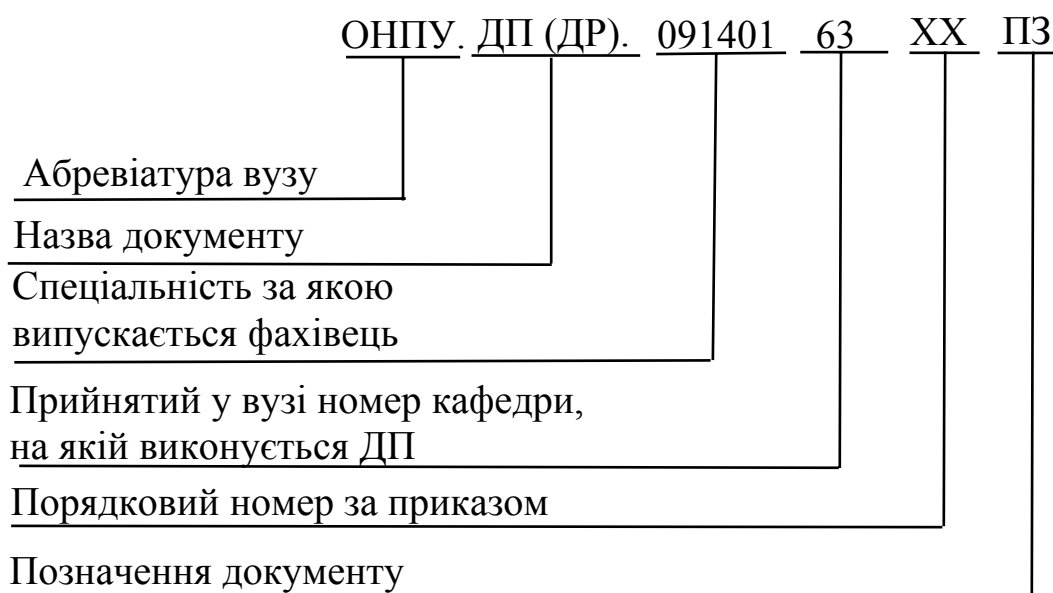 ОНПУ. ДП (ДР). 091401 63 ХХ ПЗ
Абревіатура вузу
Назва документу
Спеціальність за якою
випускається фахівець
Прийнятий у вузі номер кафедри,
на якій виконується ДП
Порядковий номер за приказом
Позначення документу